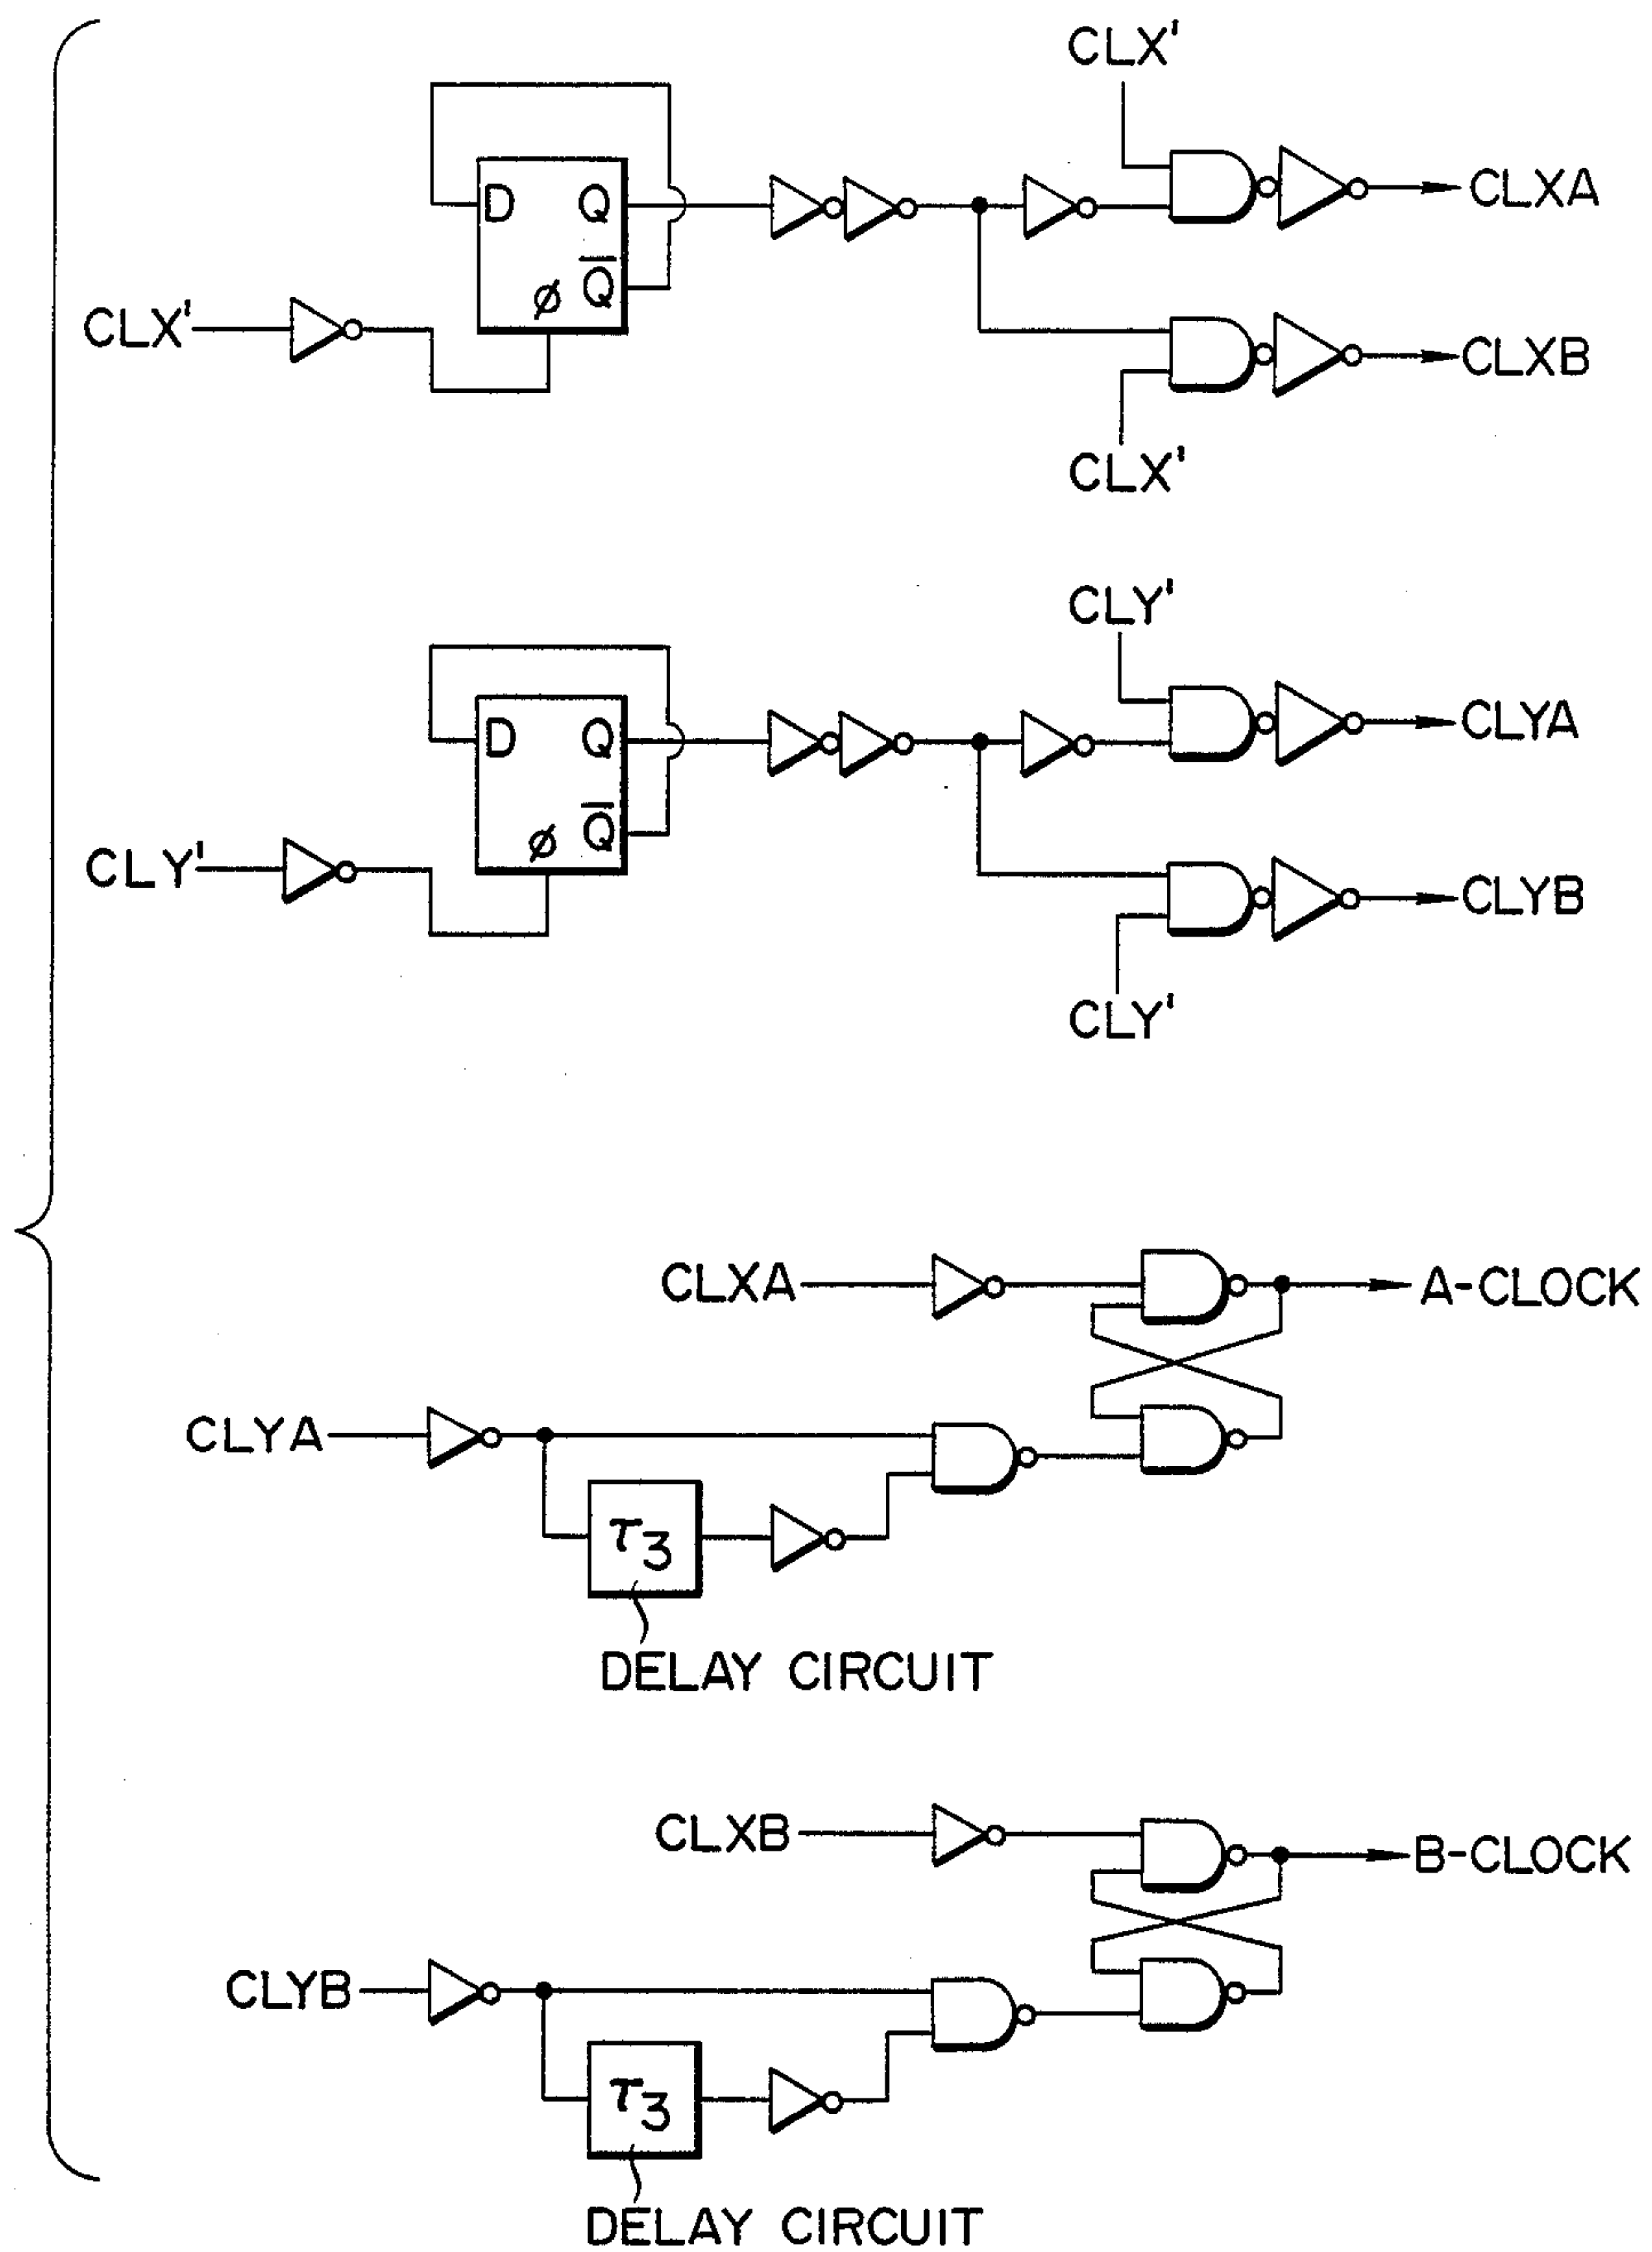 CLX'
D Q
CLXA
Q̅
ø
CLX'
CLXB
CLX'
CLY'
D Q
CLYA
Q̅
ø
CLY'
CLYB
CLY'
CLXA
A-CLOCK
CLYA
τ3
DELAY CIRCUIT
CLXB
B-CLOCK
CLYB
τ3
DELAY CIRCUIT